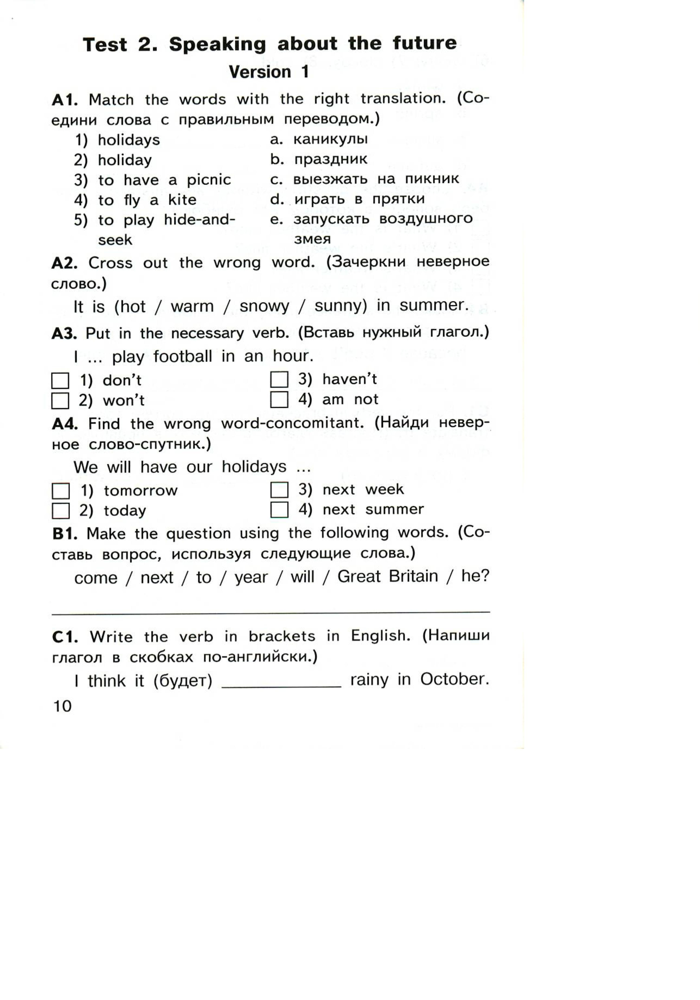 Test 2. Speaking about the future
Version 1
A1. Match the words with the right translation. (Со-
едини слова с правильным переводом.)
1) holidays a. каникулы
2) holiday b. праздник
3) to have a picnic c. выезжать на пикник
4) to fly a kite d. играть в прятки
5) to play hide-and- e. запускать воздушного
seek змея
A2. Cross out the wrong word. (Зачеркни неверное
слово.)
It is (hot / warm / snowy / sunny) in summer.
A3. Put in the necessary verb. (Вставь нужный глагол.)
I ... play football in an hour.
1) don't 3) haven't
2) won't 4) am not
A4. Find the wrong word-concomitant. (Найди невер-
ное слово-спутник.)
We will have our holidays ...
1) tomorrow 3) next week
2) today 4) next summer
B1. Make the question using the following words. (Со-
ставь вопрос, используя следующие слова.)
come / next / to / year / will / Great Britain / he?
C1. Write the verb in brackets in English. (Напиши
глагол в скобках по-английски.)
I think it (будет) ____________ rainy in October.
10